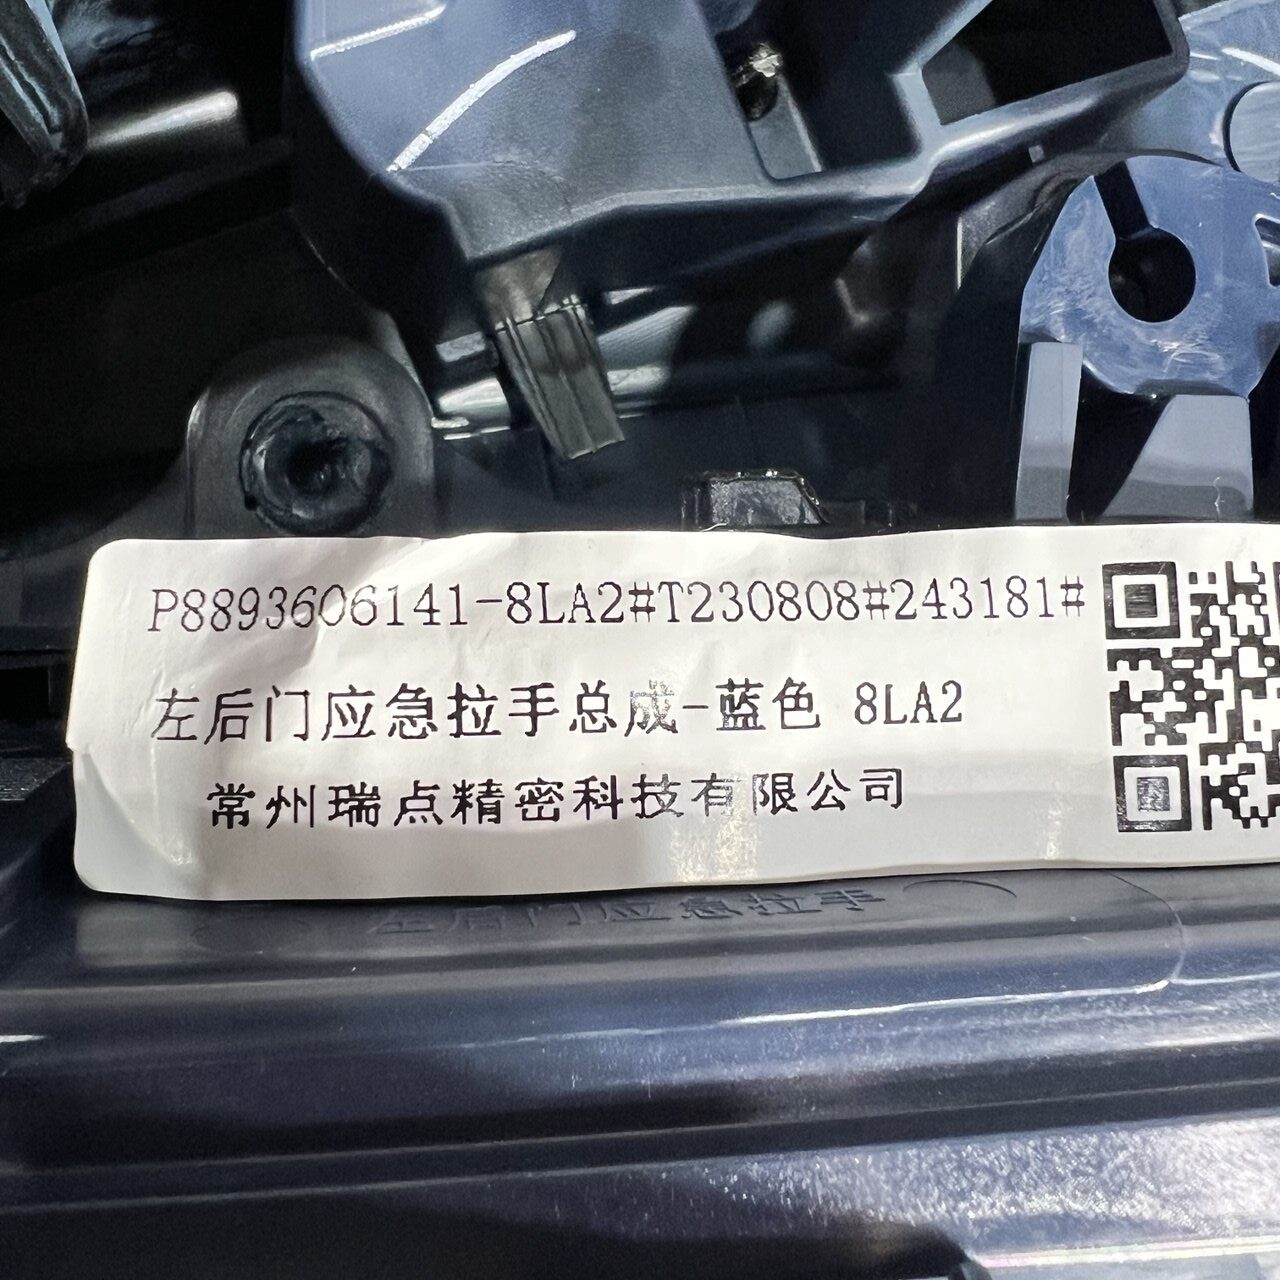 P8893606141-8LA2#T230808#243181#
左后门应急拉手总成-蓝色 8LA2
常州瑞点精密科技有限公司
左后门应急拉手